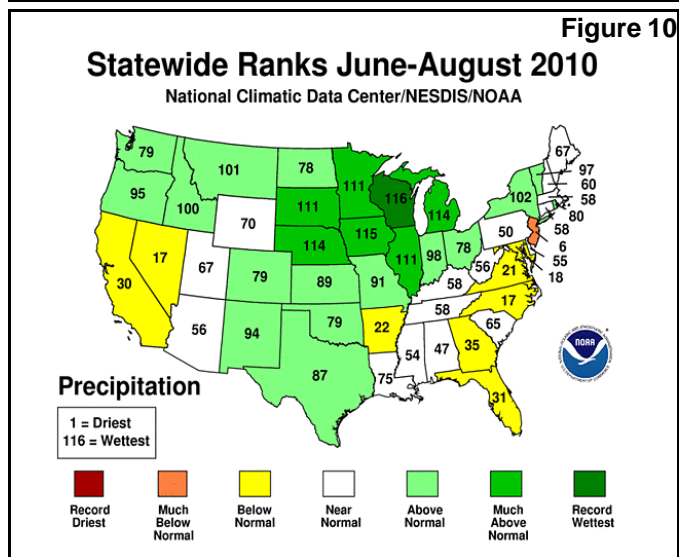 Figure 10
Statewide Ranks June-August 2010
National Climatic Data Center/NESDIS/NOAA
79
101
78
111
67
97
60
58
80
58
6
55
18
95
100
70
111
116
114
102
50
114
115
111
98
78
56
21
30
17
67
79
89
91
58
58
17
65
56
94
79
22
54
47
35
87
75
31
NOAA
Precipitation
1 = Driest
116 = Wettest
Record
Driest
Much
Below
Normal
Below
Normal
Near
Normal
Above
Normal
Much
Above
Normal
Record
Wettest